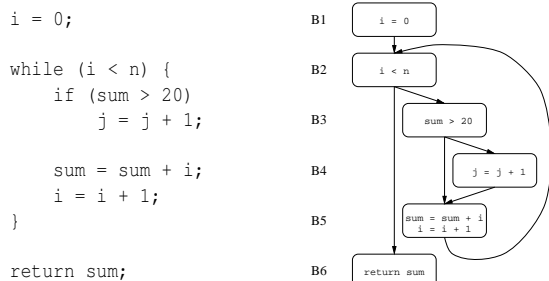 i = 0;
while (i < n) {
if (sum > 20)
j = j + 1;
sum = sum + i;
i = i + 1;
}
return sum;
B1
i = 0
B2
i < n
B3
sum > 20
B4
j = j + 1
B5
sum = sum + i
i = i + 1
B6
return sum